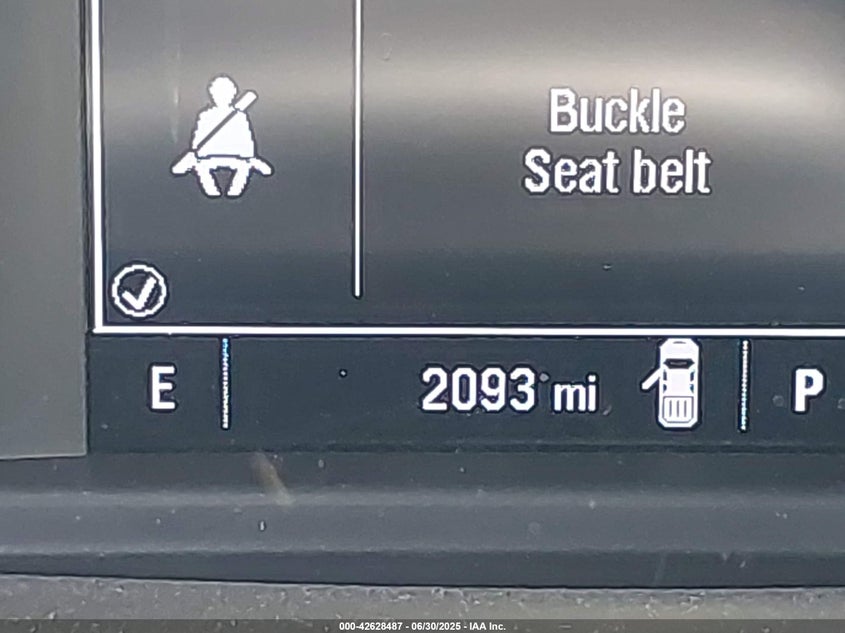 Buckle
Seat belt
E
2093 mi
P
000-42628487 - 06/30/2025 - IAA Inc.